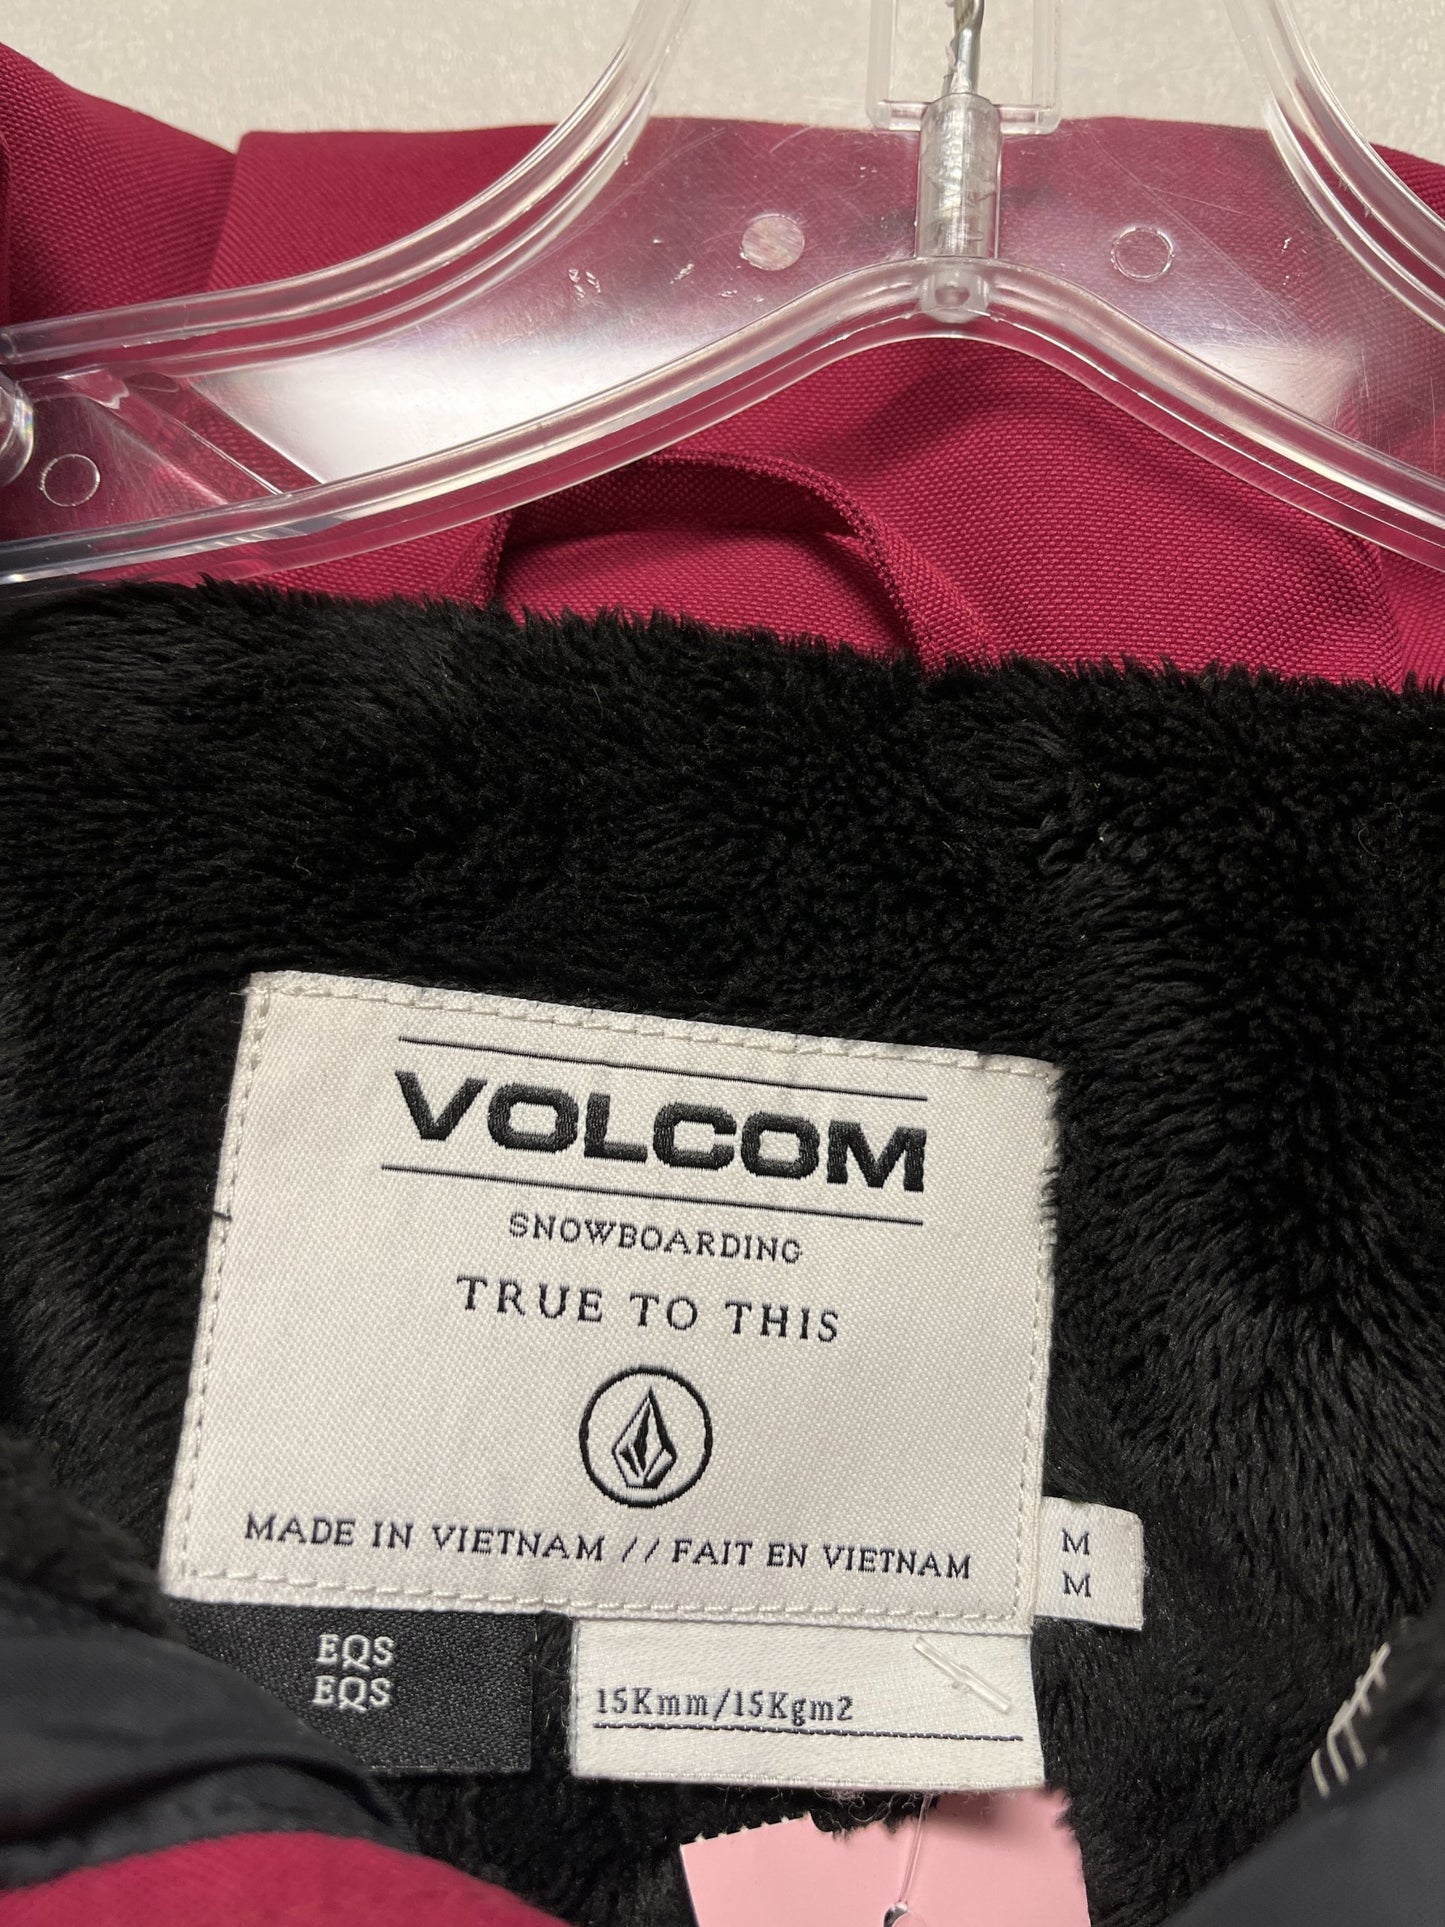 VOLCOM
SNOWBOARDING
TRUE TO THIS
MADE IN VIETNAM // FAIT EN VIETNAM
M
M
EQS
EQS
15Kmm/15Kgm2